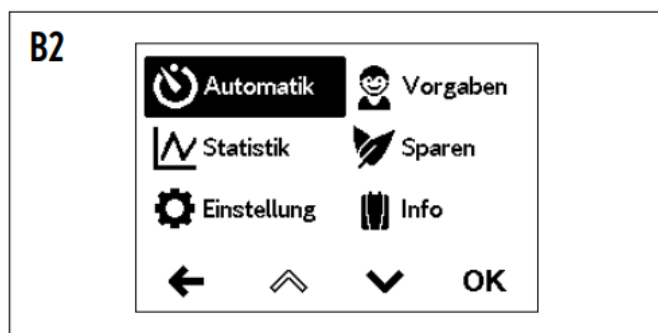 B2
Automatik Vorgaben
Statistik Sparen
Einstellung Info
OK